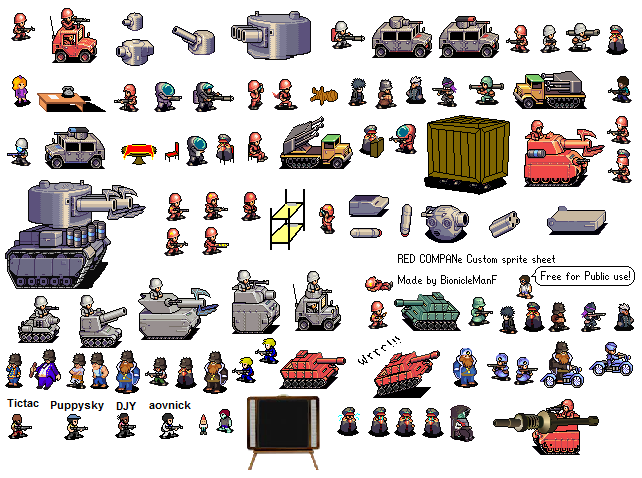 RED COMPANe Custom sprite sheet
Made by BionicleManF
Free for Public use!
Wrrr!!!
Tictac
Puppysky
DJY
aovnick